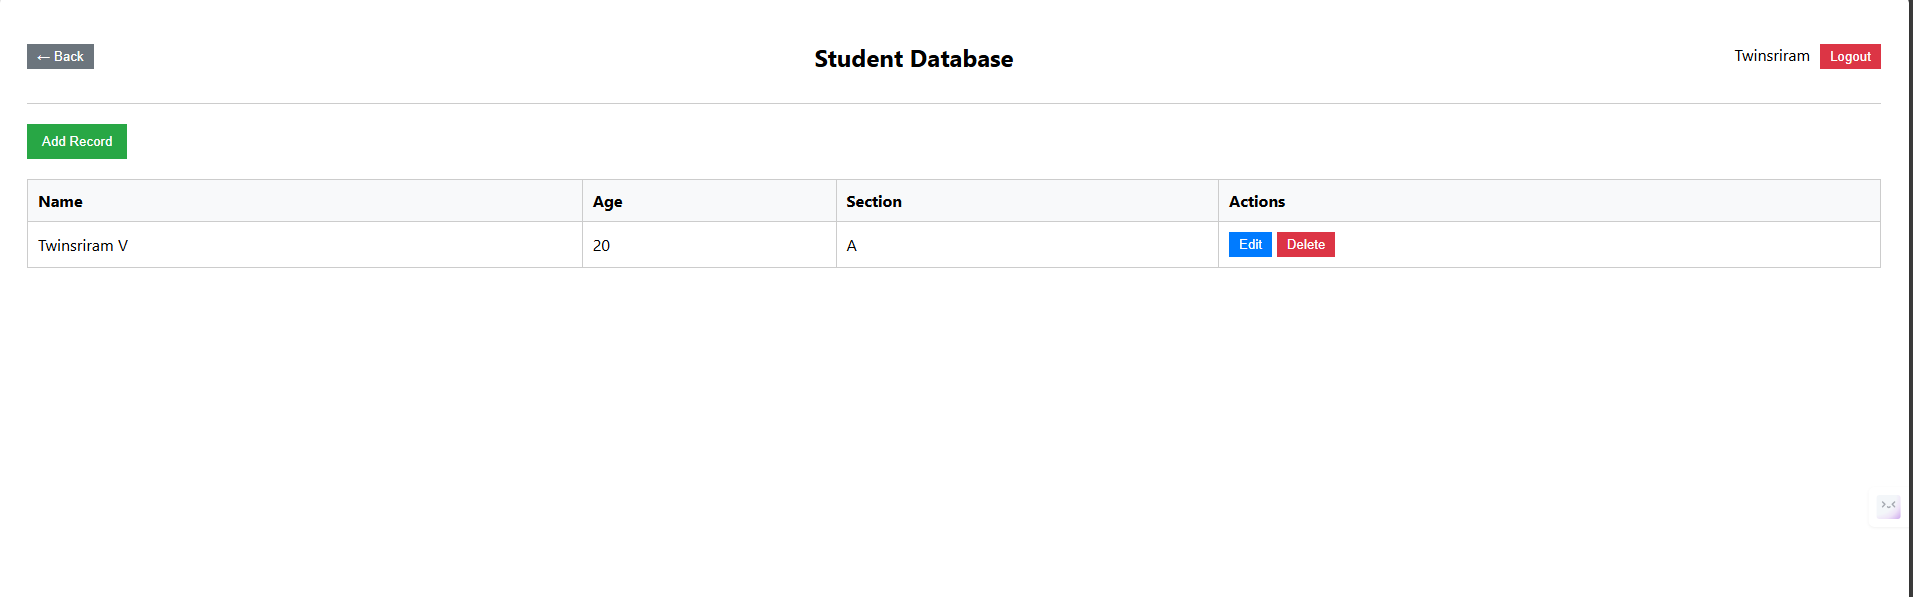 ← Back
Student Database
Twinsriram Logout
Add Record
Name Age Section Actions
Twinsriram V 20 A Edit Delete